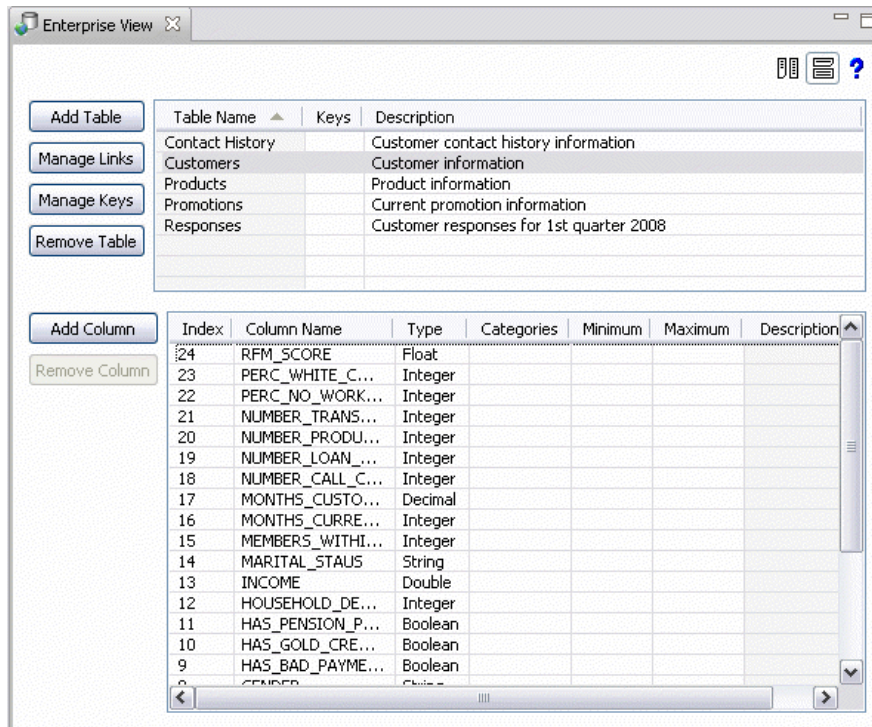 Enterprise View
?
Add Table
Manage Links
Manage Keys
Remove Table
Table Name Keys Description
Contact History Customer contact history information
Customers Customer information
Products Product information
Promotions Current promotion information
Responses Customer responses for 1st quarter 2008
Add Column
Remove Column
Index Column Name Type Categories Minimum Maximum Description
24 RFM_SCORE Float
23 PERC_WHITE_C... Integer
22 PERC_NO_WORK... Integer
21 NUMBER_TRANS... Integer
20 NUMBER_PRODU... Integer
19 NUMBER_LOAN_... Integer
18 NUMBER_CALL_C... Integer
17 MONTHS_CUSTO... Decimal
16 MONTHS_CURRE... Integer
15 MEMBERS_WITHI... Integer
14 MARITAL_STAUS String
13 INCOME Double
12 HOUSEHOLD_DE... Integer
11 HAS_PENSION_P... Boolean
10 HAS_GOLD_CRE... Boolean
9 HAS_BAD_PAYME... Boolean